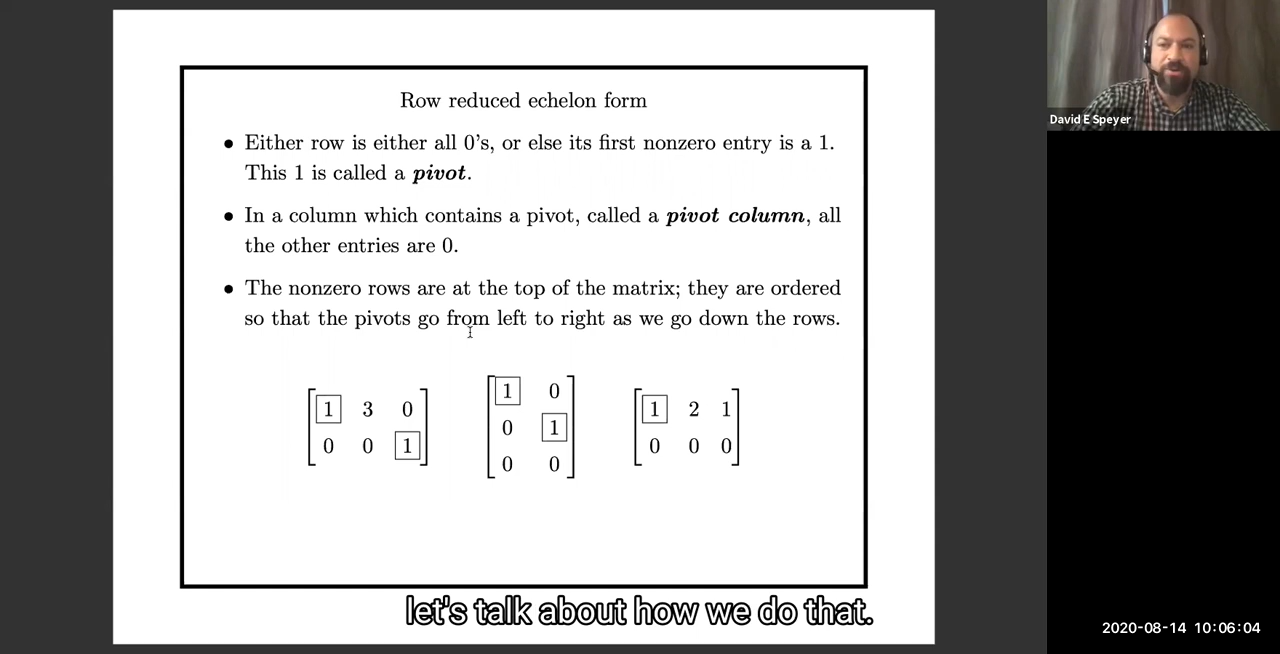 Row reduced echelon form
• Either row is either all 0's, or else its first nonzero entry is a 1.
This 1 is called a pivot.
• In a column which contains a pivot, called a pivot column, all
the other entries are 0.
• The nonzero rows are at the top of the matrix; they are ordered
so that the pivots go from left to right as we go down the rows.
1 3 0
0 0 1
1 0
0 1
0 0
1 2 1
0 0 0
let's talk about how we do that.
David E Speyer
2020-08-14 10:06:04